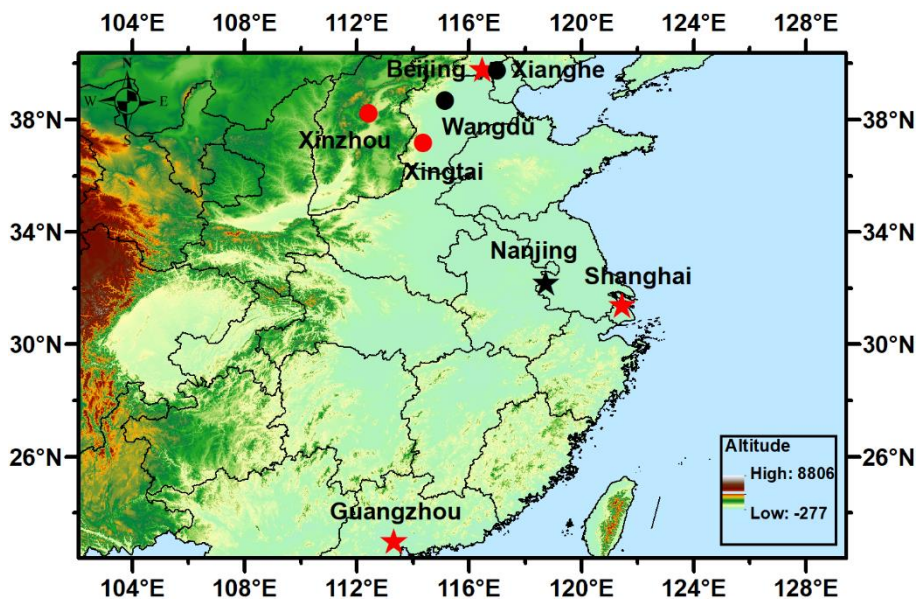 104°E 108°E 112°E 116°E 120°E 124°E 128°E
N
W E
S
Beijing Xianghe
38°N 38°N
Wangdu
Xinzhou
Xingtai
34°N 34°N
Nanjing
Shanghai
30°N 30°N
26°N 26°N
Altitude
High: 8806
Low: -277
Guangzhou
104°E 108°E 112°E 116°E 120°E 124°E 128°E